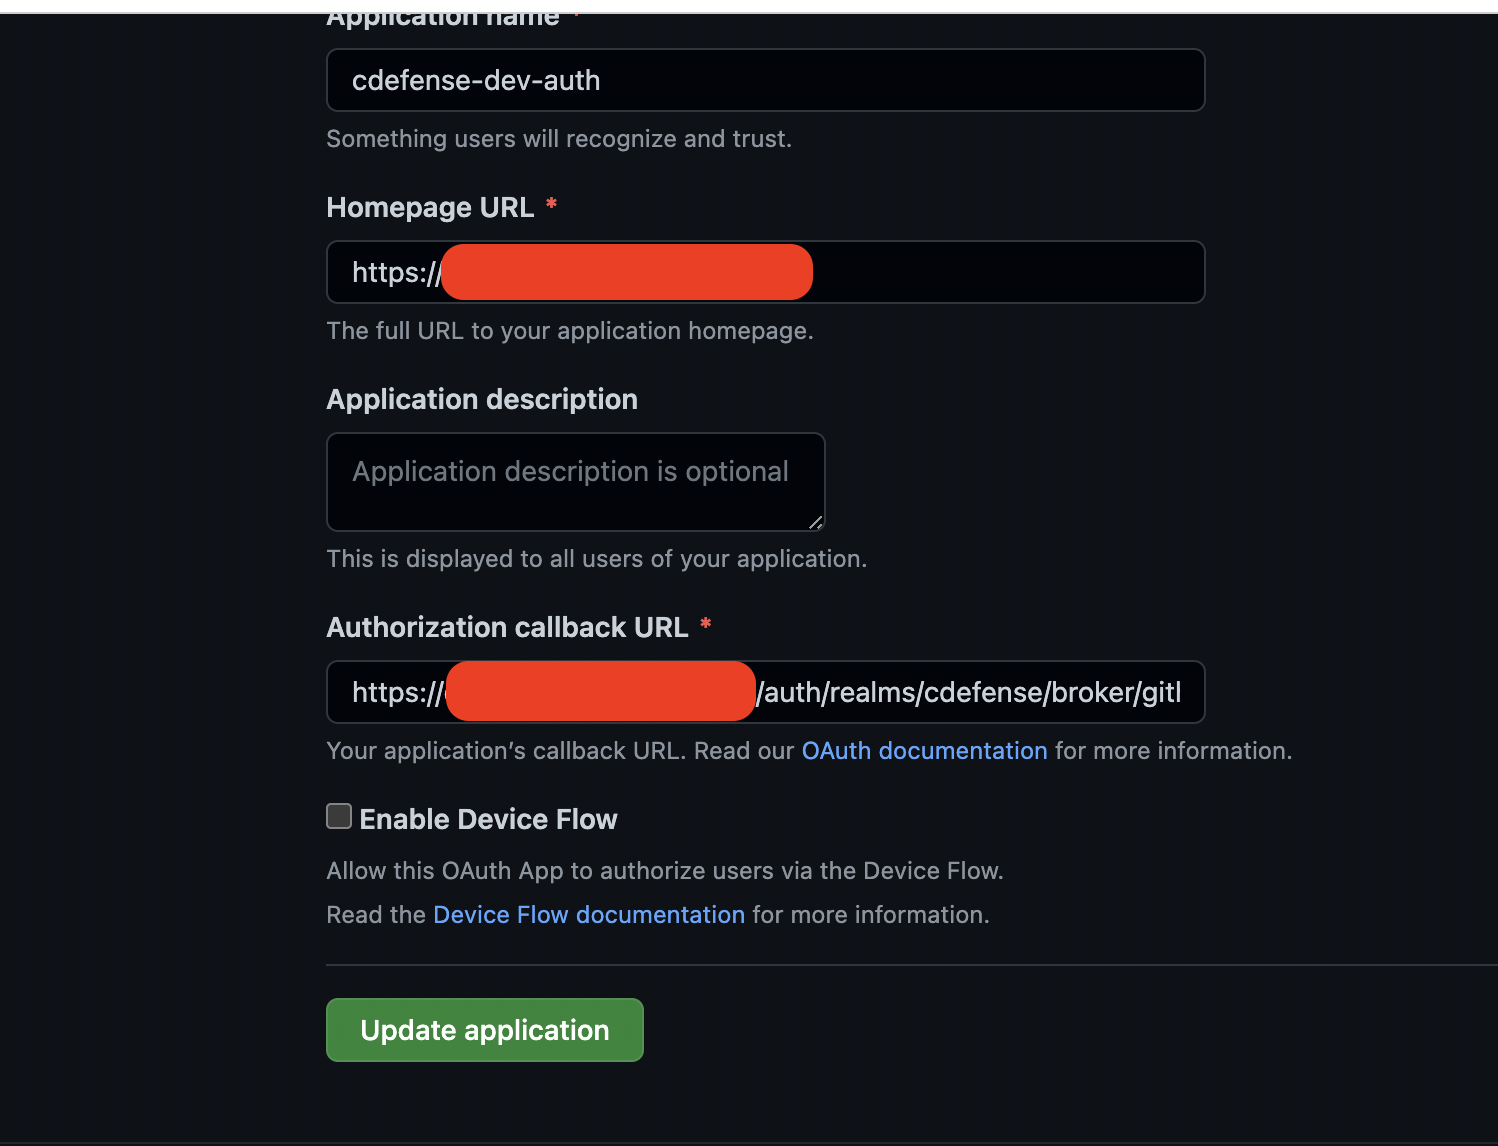 Application name *
cdefense-dev-auth
Something users will recognize and trust.
Homepage URL *
https://
The full URL to your application homepage.
Application description
Application description is optional
This is displayed to all users of your application.
Authorization callback URL *
https:// /auth/realms/cdefense/broker/gitl
Your application’s callback URL. Read our OAuth documentation for more information.
Enable Device Flow
Allow this OAuth App to authorize users via the Device Flow.
Read the Device Flow documentation for more information.
Update application